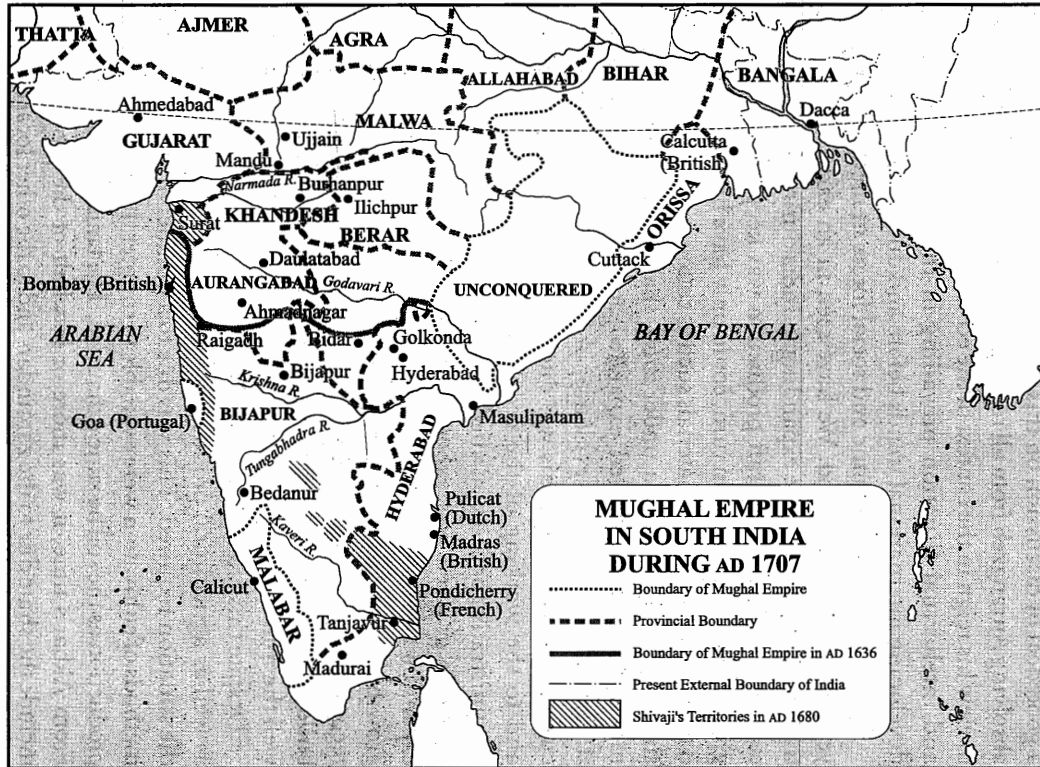 THATTA
AJMER
AGRA
ALLAHABAD
BIHAR
BANGALA
Ahmedabad
Dacca
GUJARAT
Ujjain
MALWA
Calcutta
(British)
Mandu
Narmada R.
Burhanpur
Ilichpur
Surat
KHANDESH
BERAR
ORISSA
Cuttack
Daulatabad
Bombay (British)
AURANGABAD
Godavari R.
UNCONQUERED
Ahmadnagar
ARABIAN
SEA
Raigadh
Bidar
Golkonda
BAY OF BENGAL
Bijapur
Hyderabad
Krishna R.
Goa (Portugal)
BIJAPUR
Masulipatam
Tungabhadra R.
HYDERABAD
Bedanur
Pulicat
(Dutch)
Kaveri R.
Madras
(British)
MALABAR
Calicut
Pondicherry
(French)
Tanjavur
Madurai
MUGHAL EMPIRE
IN SOUTH INDIA
DURING AD 1707
Boundary of Mughal Empire
Provincial Boundary
Boundary of Mughal Empire in AD 1636
Present External Boundary of India
Shivaji's Territories in AD 1680